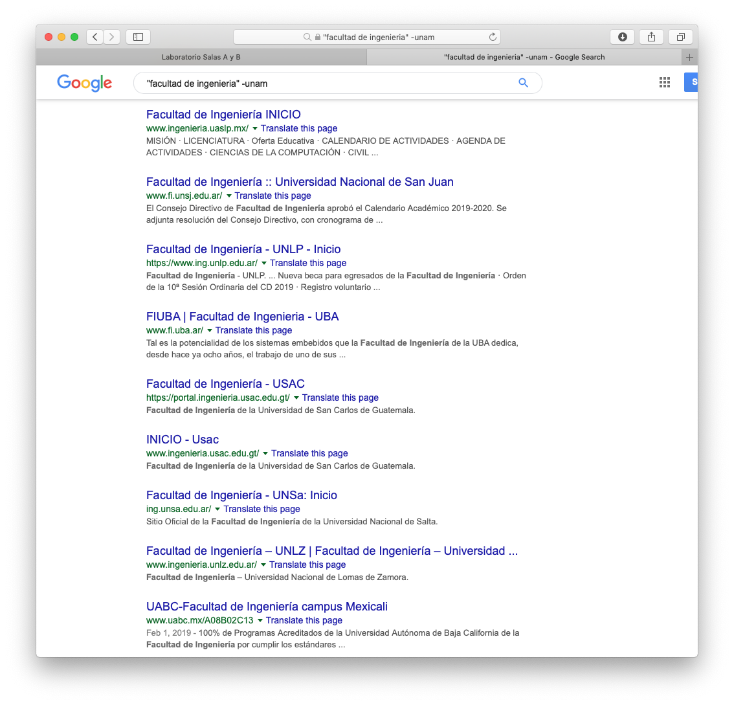 "facultad de ingenieria" -unam
Laboratorio Salas A y B
"facultad de ingenieria" -unam - Google Search
Google
"facultad de ingenieria" -unam
S
Facultad de Ingeniería INICIO
www.ingenieria.uaslp.mx/ Translate this page
MISIÓN · LICENCIATURA · Oferta Educativa · CALENDARIO DE ACTIVIDADES · AGENDA DE
ACTIVIDADES · CIENCIAS DE LA COMPUTACIÓN · CIVIL ...
Facultad de Ingeniería :: Universidad Nacional de San Juan
www.fi.unsj.edu.ar/ Translate this page
El Consejo Directivo de Facultad de Ingeniería aprobó el Calendario Académico 2019-2020. Se
adjunta resolución del Consejo Directivo, con cronograma de ...
Facultad de Ingeniería - UNLP - Inicio
https://www.ing.unlp.edu.ar/ Translate this page
Facultad de Ingeniería - UNLP. ... Nueva beca para egresados de la Facultad de Ingeniería · Orden
de la 10ª Sesión Ordinaria del CD 2019 · Registro voluntario ...
FIUBA | Facultad de Ingenieria - UBA
www.fi.uba.ar/ Translate this page
Tal es la potencialidad de los sistemas embebidos que la Facultad de Ingeniería de la UBA dedica,
desde hace ya ocho años, el trabajo de uno de sus ...
Facultad de Ingeniería - USAC
https://portal.ingenieria.usac.edu.gt/ Translate this page
Facultad de Ingeniería de la Universidad de San Carlos de Guatemala.
INICIO - Usac
www.ingenieria.usac.edu.gt/ Translate this page
Facultad de Ingeniería de la Universidad de San Carlos de Guatemala.
Facultad de Ingeniería - UNSa: Inicio
ing.unsa.edu.ar/ Translate this page
Sitio Oficial de la Facultad de Ingeniería de la Universidad Nacional de Salta.
Facultad de Ingeniería – UNLZ | Facultad de Ingeniería – Universidad ...
www.ingenieria.unlz.edu.ar/ Translate this page
Facultad de Ingeniería – Universidad Nacional de Lomas de Zamora.
UABC-Facultad de Ingeniería campus Mexicali
www.uabc.mx/A08B02C13 Translate this page
Feb 1, 2019 - 100% de Programas Acreditados de la Universidad Autónoma de Baja California de la
Facultad de Ingeniería por cumplir los estándares ...